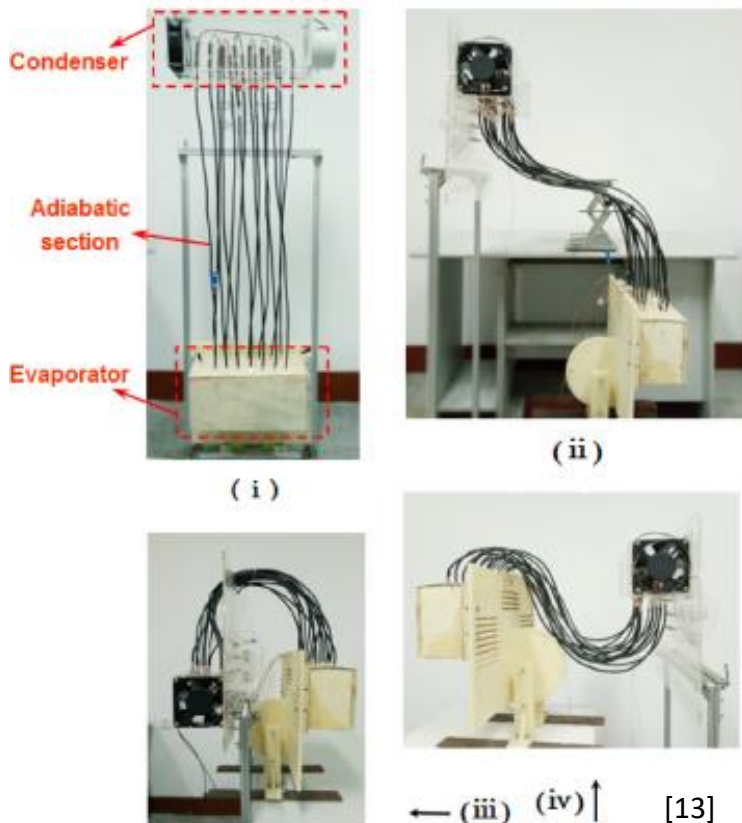 Condenser
Adiabatic
section
Evaporator
( i )
(ii)
← (iii) (iv) ↑ [13]